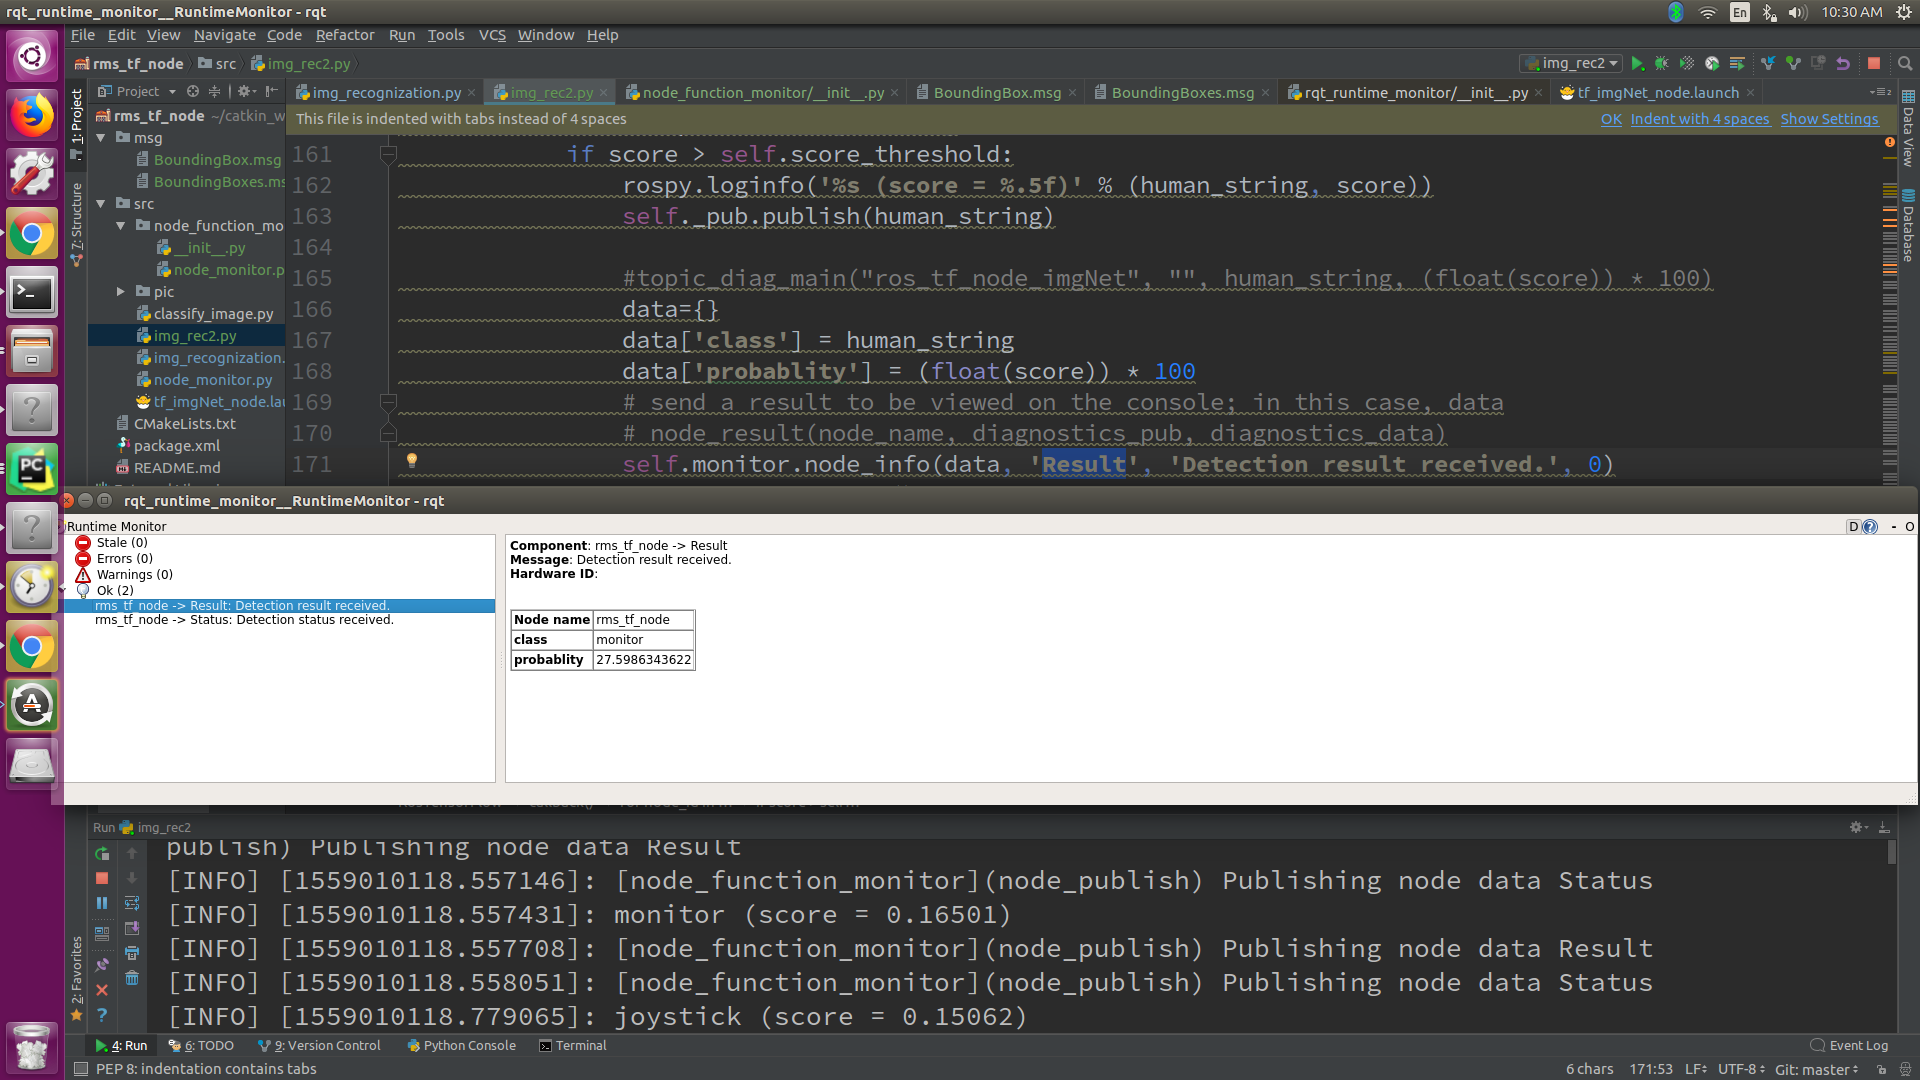 rqt_runtime_monitor__RuntimeMonitor - rqt
En
10:30 AM
File Edit View Navigate Code Refactor Run Tools VCS Window Help
rms_tf_node src img_rec2.py
img_rec2
Project
img_recognization.py img_rec2.py node_function_monitor/__init__.py BoundingBox.msg BoundingBoxes.msg rqt_runtime_monitor/__init__.py tf_imgNet_node.launch
This file is indented with tabs instead of 4 spaces
OK Indent with 4 spaces Show Settings
1: Project
7: Structure
2: Favorites
Data View
Database
rms_tf_node ~/catkin_w
msg
BoundingBox.msg
BoundingBoxes.ms
src
node_function_mo
__init__.py
node_monitor.p
pic
classify_image.py
img_rec2.py
img_recognization.
node_monitor.py
tf_imgNet_node.lau
CMakeLists.txt
package.xml
README.md
161 if score > self.score_threshold:
162 rospy.loginfo('%s (score = %.5f)' % (human_string, score))
163 self._pub.publish(human_string)
164
165 #topic_diag_main("ros_tf_node_imgNet", "", human_string, (float(score)) * 100)
166 data={}
167 data['class'] = human_string
168 data['probablity'] = (float(score)) * 100
169 # send a result to be viewed on the console; in this case, data
170 # node_result(node_name, diagnostics_pub, diagnostics_data)
171 self.monitor.node_info(data, 'Result', 'Detection result received.', 0)
rqt_runtime_monitor__RuntimeMonitor - rqt
Runtime Monitor
D - O
Stale (0)
Errors (0)
Warnings (0)
Ok (2)
rms_tf_node -> Result: Detection result received.
rms_tf_node -> Status: Detection status received.
Component: rms_tf_node -> Result
Message: Detection result received.
Hardware ID:
Node name rms_tf_node
class monitor
probablity 27.5986343622
Run img_rec2
publish) Publishing node data Result
[INFO] [1559010118.557146]: [node_function_monitor](node_publish) Publishing node data Status
[INFO] [1559010118.557431]: monitor (score = 0.16501)
[INFO] [1559010118.557708]: [node_function_monitor](node_publish) Publishing node data Result
[INFO] [1559010118.558051]: [node_function_monitor](node_publish) Publishing node data Status
[INFO] [1559010118.779065]: joystick (score = 0.15062)
4: Run 6: TODO 9: Version Control Python Console Terminal Event Log
PEP 8: indentation contains tabs
6 chars 171:53 LF UTF-8 Git: master